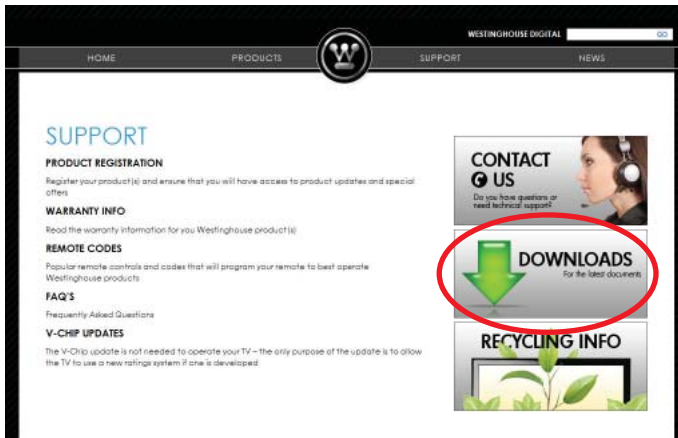 WESTINGHOUSE DIGITAL GO
HOME PRODUCTS W SUPPORT NEWS
SUPPORT
PRODUCT REGISTRATION
Register your product(s) and ensure that you will have access to product updates and special
offers
WARRANTY INFO
Read the warranty information for you Westinghouse product(s)
REMOTE CODES
Popular remote controls and codes that will program your remote to best operate
Westinghouse products
FAQ'S
Frequently Asked Questions
V-CHIP UPDATES
The V-Chip update is not needed to operate your TV – the only purpose of the update is to allow
the TV to use a new ratings system if one is developed
CONTACT
US
Do you have questions or
need technical support?
DOWNLOADS
For the latest documents
RECYCLING INFO